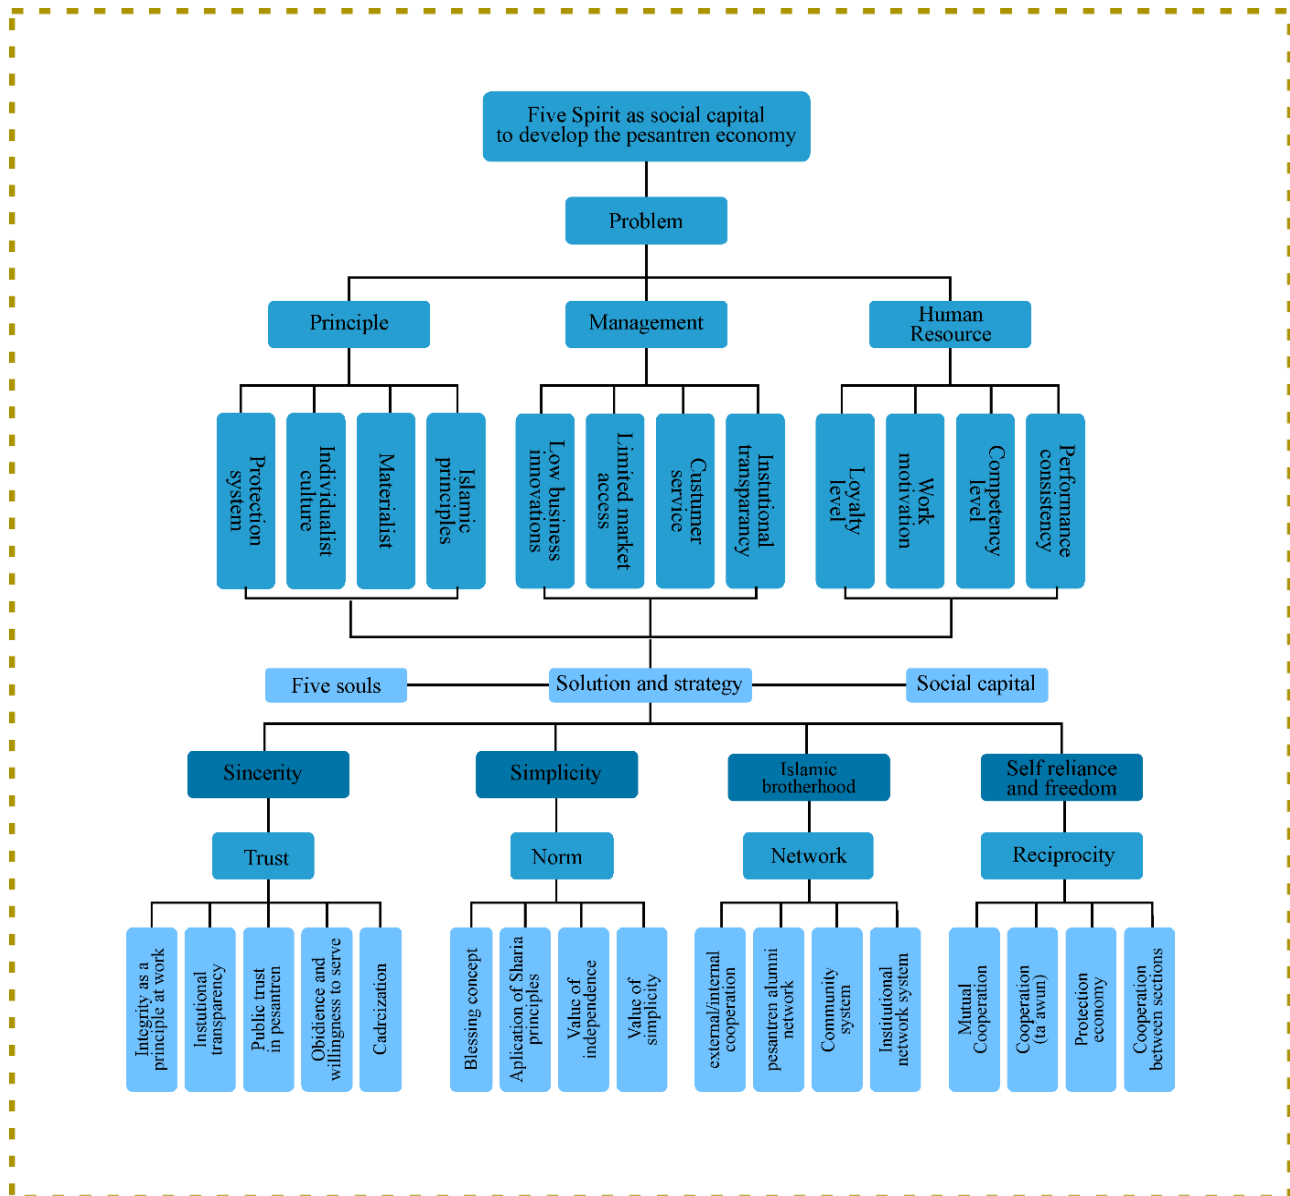 Five Spirit as social capital
to develop the pesantren economy
Problem
Principle
Management
Human
Resource
Protection
system
Individualist
culture
Materialist
Islamic
principles
Low business
innovations
Limited market
access
Custumer
service
Instutional
transparancy
Loyalty
level
Work
motivation
Competency
level
Performance
consistency
Five souls
Solution and strategy
Social capital
Sincerity
Simplicity
Islamic
brotherhood
Self reliance
and freedom
Trust
Norm
Network
Reciprocity
Integrity as a
principle at work
Instutional
transparency
Public trust
in pesantren
Obidience and
willingness to serve
Cadrcization
Blessing concept
Aplication of Sharia
principles
Value of
independence
Value of
simplicity
external/internal
cooperation
pesantren alumni
network
Community
system
Institutional
network system
Mutual
Cooperation
Cooperation
(ta awun)
Protection
economy
Cooperation
between sections